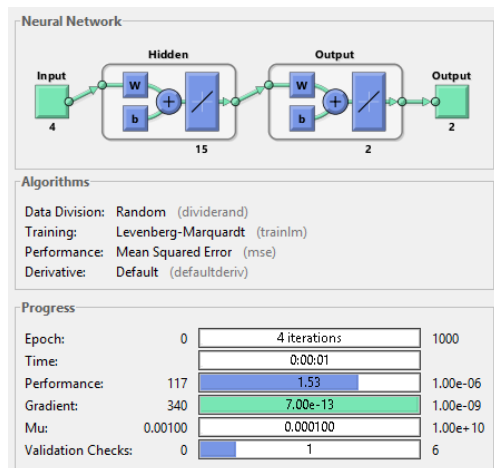 Neural Network
Hidden
Output
Input
W
b
+
W
b
+
Output
4
15
2
2
Algorithms
Data Division: Random (dividerand)
Training: Levenberg-Marquardt (trainlm)
Performance: Mean Squared Error (mse)
Derivative: Default (defaultderiv)
Progress
Epoch: 0 4 iterations 1000
Time: 0:00:01
Performance: 117 1.53 1.00e-06
Gradient: 340 7.00e-13 1.00e-09
Mu: 0.00100 0.000100 1.00e+10
Validation Checks: 0 1 6